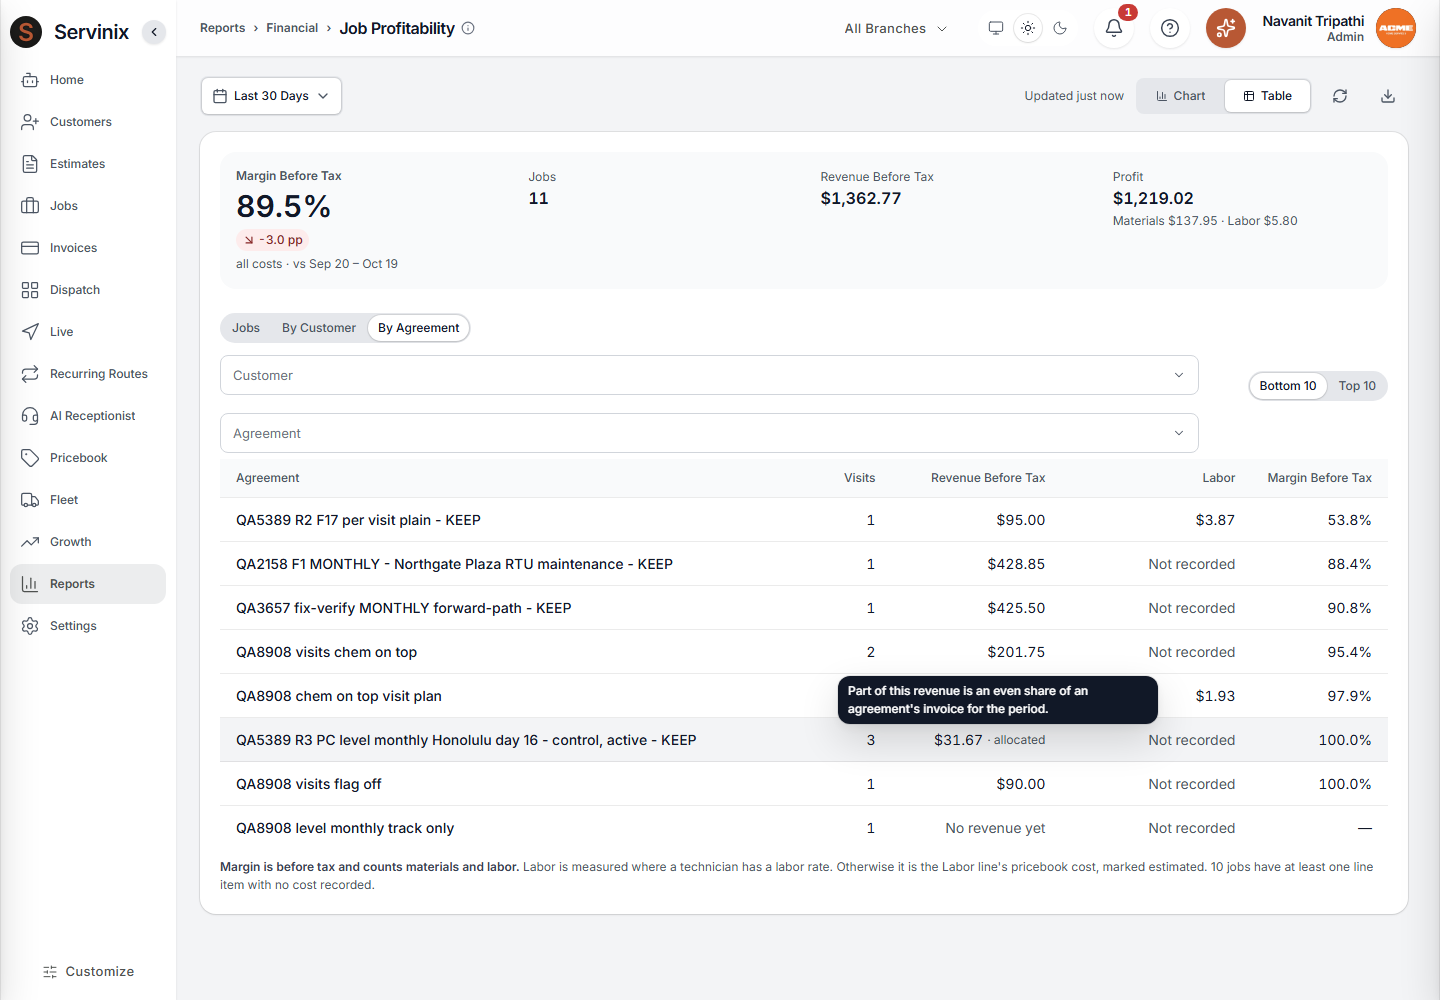 Servinix
Reports › Financial › Job Profitability
All Branches
1
Navanit Tripathi
Admin
ACME
Home
Customers
Estimates
Jobs
Invoices
Dispatch
Live
Recurring Routes
AI Receptionist
Pricebook
Fleet
Growth
Reports
Settings
Customize
Last 30 Days
Updated just now
Chart
Table
Margin Before Tax
89.5%
-3.0 pp
all costs · vs Sep 20 – Oct 19
Jobs
11
Revenue Before Tax
$1,362.77
Profit
$1,219.02
Materials $137.95 · Labor $5.80
Jobs By Customer By Agreement
Customer
Bottom 10 Top 10
Agreement
Agreement Visits Revenue Before Tax Labor Margin Before Tax
QA5389 R2 F17 per visit plain - KEEP 1 $95.00 $3.87 53.8%
QA2158 F1 MONTHLY - Northgate Plaza RTU maintenance - KEEP 1 $428.85 Not recorded 88.4%
QA3657 fix-verify MONTHLY forward-path - KEEP 1 $425.50 Not recorded 90.8%
QA8908 visits chem on top 2 $201.75 Not recorded 95.4%
QA8908 chem on top visit plan $1.93 97.9%
Part of this revenue is an even share of an
agreement's invoice for the period.
QA5389 R3 PC level monthly Honolulu day 16 - control, active - KEEP 3 $31.67 · allocated Not recorded 100.0%
QA8908 visits flag off 1 $90.00 Not recorded 100.0%
QA8908 level monthly track only 1 No revenue yet Not recorded —
Margin is before tax and counts materials and labor. Labor is measured where a technician has a labor rate. Otherwise it is the Labor line's pricebook cost, marked estimated. 10 jobs have at least one line
item with no cost recorded.